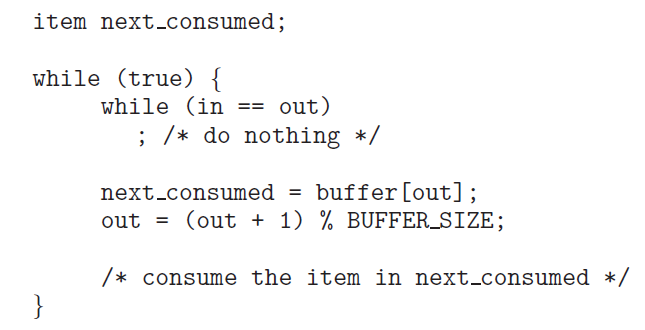 item next_consumed;
while (true) {
while (in == out)
; /* do nothing */
next_consumed = buffer[out];
out = (out + 1) % BUFFER_SIZE;
/* consume the item in next_consumed */
}